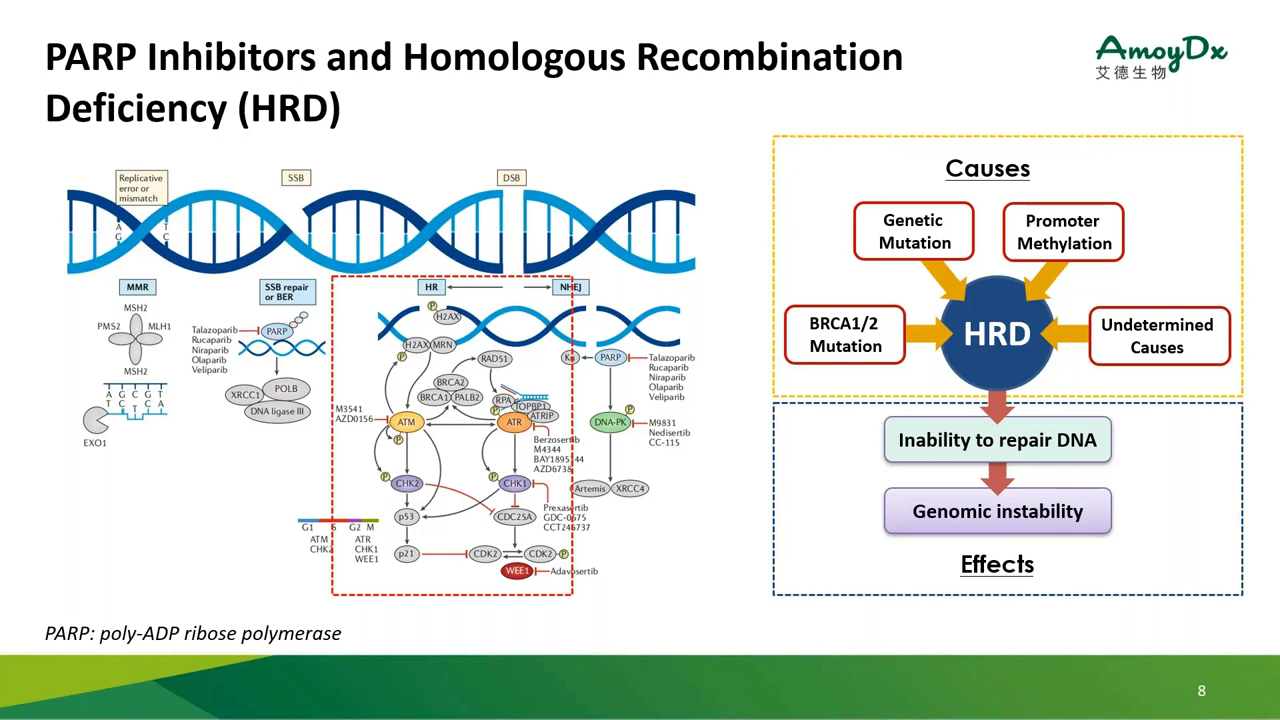 PARP Inhibitors and Homologous Recombination
Deficiency (HRD)
AmoyDx
艾德生物
Replicative
error or
mismatch
SSB
DSB
A
G
T
C
MMR
SSB repair
or BER
HR
NHEJ
MSH2
PMS2
MLH1
MSH2
A G C G T
T C C T A
EXO1
Talazoparib
Rucaparib
Niraparib
Olaparib
Veliparib
PARP
XRCC1
POLB
DNA ligase III
P
H2AX
H2AX
MRN
P
RAD51
BRCA2
BRCA1
PALB2
RPA
P
TOPBP1
ATRIP
M3541
AZD0156
ATM
P
ATR
Berzosertib
M4344
BAY1895344
AZD6738
P
CHK2
P
CHK1
Prexasertib
GDC-0575
CCT245737
p53
CDC25A
p21
CDK2
CDK2
P
WEE1
Adavosertib
G1
S
G2
M
ATM
CHK2
ATR
CHK1
WEE1
PARP
Talazoparib
Rucaparib
Niraparib
Olaparib
Veliparib
P
DNA-PK
M9831
Nedisertib
CC-115
Artemis
XRCC4
Causes
Genetic
Mutation
Promoter
Methylation
BRCA1/2
Mutation
HRD
Undetermined
Causes
Inability to repair DNA
Genomic instability
Effects
PARP: poly-ADP ribose polymerase
8